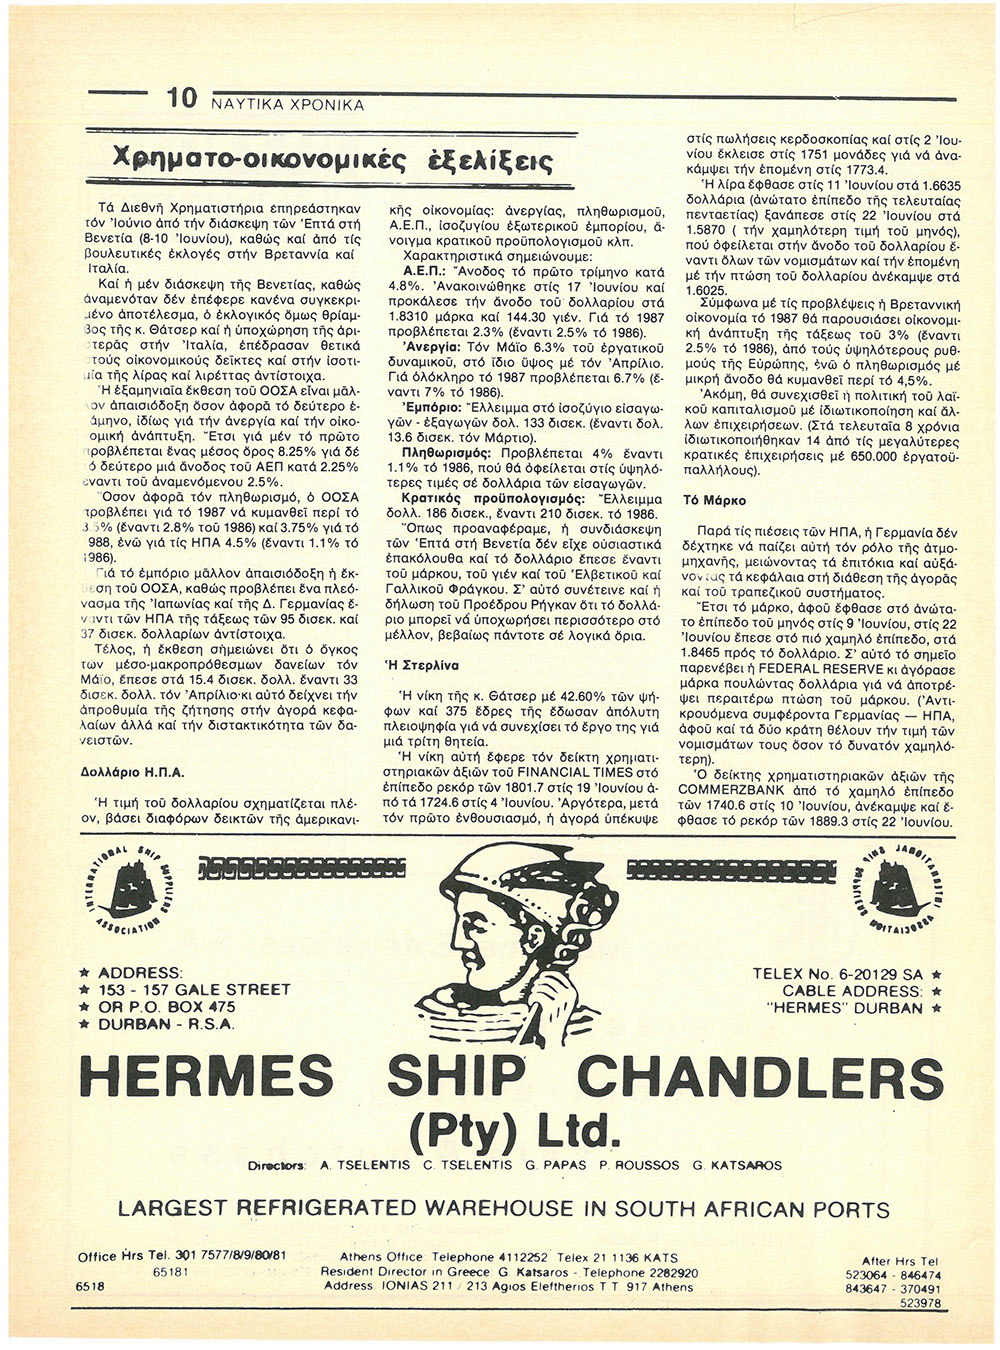 10 ΝΑΥΤΙΚΑ ΧΡΟΝΙΚΑ
Χρηματο-οικονομικές ἐξελίξεις
Τά Διεθνῆ Χρηματιστήρια ἐπηρεάστηκαν
τόν Ἰούνιο ἀπό τήν διάσκεψη τῶν Ἑπτά στή
Βενετία (8-10 Ἰουνίου), καθώς καί ἀπό τίς
βουλευτικές ἐκλογές στήν Βρεταννία καί
Ἰταλία.
Καί ἡ μέν διάσκεψη τῆς Βενετίας, καθώς
ἀναμενόταν δέν ἐπέφερε κανένα συγκεκρι-
μένο ἀποτέλεσμα, ὁ ἐκλογικός ὅμως θρίαμ-
βος τῆς κ. Θάτσερ καί ἡ ὑποχώρηση τῆς ἀρι-
στερᾶς στήν Ἰταλία, ἐπέδρασαν θετικά
στούς οἰκονομικούς δεῖκτες καί στήν ἰσοτι-
μία τῆς λίρας καί λιρέττας ἀντίστοιχα.
Ἡ ἑξαμηνιαῖα ἔκθεση τοῦ ΟΟΣΑ εἶναι μᾶλ-
λον ἀπαισιόδοξη ὅσον ἀφορᾶ τό δεύτερο ἑ-
ξάμηνο, ἰδίως γιά τήν ἀνεργία καί τήν οἰκο-
νομική ἀνάπτυξη. Ἔτσι γιά μέν τό πρῶτο
προβλέπεται ἕνας μέσος ὅρος 8.25% γιά δέ
τό δεύτερο μιά ἄνοδος τοῦ ΑΕΠ κατά 2.25%
ἔναντι τοῦ ἀναμενόμενου 2.5%.
Ὅσον ἀφορᾶ τόν πληθωρισμό, ὁ ΟΟΣΑ
προβλέπει γιά τό 1987 νά κυμανθεῖ περί τό
3.5% (ἔναντι 2.8% τοῦ 1986) καί 3.75% γιά τό
1988, ἐνῶ γιά τίς ΗΠΑ 4.5% (ἔναντι 1.1% τό
1986).
Γιά τό ἐμπόριο μᾶλλον ἀπαισιόδοξη ἡ ἔκ-
θεση τοῦ ΟΟΣΑ, καθώς προβλέπει ἕνα πλεό-
νασμα τῆς Ἰαπωνίας καί τῆς Δ. Γερμανίας ἔ-
ναντι τῶν ΗΠΑ τῆς τάξεως τῶν 95 δισεκ. καί
37 δισεκ. δολλαρίων ἀντίστοιχα.
Τέλος, ἡ ἔκθεση σημειώνει ὅτι ὁ ὄγκος
των μέσο-μακροπρόθεσμων δανείων τόν
Μάϊο, ἔπεσε στά 15.4 δισεκ. δολλ. ἔναντι 33
δισεκ. δολλ. τόν Ἀπρίλιο·κι αὐτό δείχνει τήν
ἀπροθυμία τῆς ζήτησης στήν ἀγορά κεφα-
λαίων ἀλλά καί τήν διστακτικότητα τῶν δα-
νειστῶν.
Δολλάριο Η.Π.Α.
Ἡ τιμή τοῦ δολλαρίου σχηματίζεται πλέ-
ον, βάσει διαφόρων δεικτῶν τῆς ἀμερικανι-
κῆς οἰκονομίας: ἀνεργίας, πληθωρισμοῦ,
Α.Ε.Π., ἰσοζυγίου ἐξωτερικοῦ ἐμπορίου, ἄ-
νοιγμα κρατικοῦ προϋπολογισμοῦ κλπ.
Χαρακτηριστικά σημειώνουμε:
Α.Ε.Π.: Ἄνοδος τό πρῶτο τρίμηνο κατά
4.8%. Ἀνακοινώθηκε στίς 17 Ἰουνίου καί
προκάλεσε τήν ἄνοδο τοῦ δολλαρίου στά
1.8310 μάρκα καί 144.30 γιέν. Γιά τό 1987
προβλέπεται 2.3% (ἔναντι 2.5% τό 1986).
Ἀνεργία: Τόν Μάϊο 6.3% τοῦ ἐργατικοῦ
δυναμικοῦ, στό ἴδιο ὕψος μέ τόν Ἀπρίλιο.
Γιά ὁλόκληρο τό 1987 προβλέπεται 6.7% (ἔ-
ναντι 7% τό 1986).
Ἐμπόριο: Ἔλλειμμα στό ἰσοζύγιο εἰσαγω-
γῶν - ἐξαγωγῶν δολ. 133 δισεκ. (ἔναντι δολ.
13.6 δισεκ. τόν Μάρτιο).
Πληθωρισμός: Προβλέπεται 4% ἔναντι
1.1% τό 1986, πού θά ὀφείλεται στίς ὑψηλό-
τερες τιμές σέ δολλάρια τῶν εἰσαγωγῶν.
Κρατικός προϋπολογισμός: Ἔλλειμμα
δολλ. 186 δισεκ., ἔναντι 210 δισεκ. τό 1986.
Ὅπως προαναφέραμε, ἡ συνδιάσκεψη
τῶν Ἑπτά στή Βενετία δέν εἶχε οὐσιαστικά
ἐπακόλουθα καί τό δολλάριο ἔπεσε ἔναντι
τοῦ μάρκου, τοῦ γιέν καί τοῦ Ἑλβετικοῦ καί
Γαλλικοῦ Φράγκου. Σ' αὐτό συνέτεινε καί ἡ
δήλωση τοῦ Προέδρου Ρήγκαν ὅτι τό δολλά-
ριο μπορεῖ νά ὑποχωρήσει περισσότερο στό
μέλλον, βεβαίως πάντοτε σέ λογικά ὅρια.
Ἡ Στερλίνα
Ἡ νίκη τῆς κ. Θάτσερ μέ 42.60% τῶν ψή-
φων καί 375 ἕδρες τῆς ἔδωσαν ἀπόλυτη
πλειοψηφία γιά νά συνεχίσει τό ἔργο της γιά
μιά τρίτη θητεία.
Ἡ νίκη αὐτή ἔφερε τόν δείκτη χρηματι-
στηριακῶν ἀξιῶν τοῦ FINANCIAL TIMES στό
ἐπίπεδο ρεκόρ τῶν 1801.7 στίς 19 Ἰουνίου ἀ-
πό τά 1724.6 στίς 4 Ἰουνίου. Ἀργότερα, μετά
τόν πρῶτο ἐνθουσιασμό, ἡ ἀγορά ὑπέκυψε
στίς πωλήσεις κερδοσκοπίας καί στίς 2 Ἰου-
νίου ἔκλεισε στίς 1751 μονάδες γιά νά ἀνα-
κάμψει τήν ἑπομένη στίς 1773.4.
Ἡ λίρα ἔφθασε στίς 11 Ἰουνίου στά 1.6635
δολλάρια (ἀνώτατο ἐπίπεδο τῆς τελευταίας
πενταετίας) ξανάπεσε στίς 22 Ἰουνίου στά
1.5870 ( τήν χαμηλότερη τιμή τοῦ μηνός),
πού ὀφείλεται στήν ἄνοδο τοῦ δολλαρίου ἔ-
ναντι ὅλων τῶν νομισμάτων καί τήν ἑπομένη
μέ τήν πτώση τοῦ δολλαρίου ἀνέκαμψε στά
1.6025.
Σύμφωνα μέ τίς προβλέψεις ἡ Βρεταννική
οἰκονομία τό 1987 θά παρουσιάσει οἰκονομι-
κή ἀνάπτυξη τῆς τάξεως τοῦ 3% (ἔναντι
2.5% τό 1986), ἀπό τούς ὑψηλότερους ρυθ-
μούς τῆς Εὐρώπης, ἐνῶ ὁ πληθωρισμός μέ
μικρή ἄνοδο θά κυμανθεῖ περί τό 4,5%.
Ἀκόμη, θά συνεχισθεῖ ἡ πολιτική τοῦ λαϊ-
κοῦ καπιταλισμοῦ μέ ἰδιωτικοποίηση καί ἄλ-
λων ἐπιχειρήσεων. (Στά τελευταῖα 8 χρόνια
ἰδιωτικοποιήθηκαν 14 ἀπό τίς μεγαλύτερες
κρατικές ἐπιχειρήσεις μέ 650.000 ἐργατοϋ-
παλλήλους).
Τό Μάρκο
Παρά τίς πιέσεις τῶν ΗΠΑ, ἡ Γερμανία δέν
δέχτηκε νά παίζει αὐτή τόν ρόλο τῆς ἀτμο-
μηχανῆς, μειώνοντας τά ἐπιτόκια καί αὐξά-
νοντας τά κεφάλαια στή διάθεση τῆς ἀγορᾶς
καί τοῦ τραπεζικοῦ συστήματος.
Ἔτσι τό μάρκο, ἀφοῦ ἔφθασε στό ἀνώτα-
το ἐπίπεδο τοῦ μηνός στίς 9 Ἰουνίου, στίς 22
Ἰουνίου ἔπεσε στό πιό χαμηλό ἐπίπεδο, στά
1.8465 πρός τό δολλάριο. Σ' αὐτό τό σημεῖο
παρενέβει ἡ FEDERAL RESERVE κι ἀγόρασε
μάρκα πουλώντας δολλάρια γιά νά ἀποτρέ-
ψει περαιτέρω πτώση τοῦ μάρκου. (Ἀντι-
κρουόμενα συμφέροντα Γερμανίας — ΗΠΑ,
ἀφοῦ καί τά δύο κράτη θέλουν τήν τιμή τῶν
νομισμάτων τους ὅσον τό δυνατόν χαμηλό-
τερη).
Ὁ δείκτης χρηματιστηριακῶν ἀξιῶν τῆς
COMMERZBANK ἀπό τό χαμηλό ἐπίπεδο
τῶν 1740.6 στίς 10 Ἰουνίου, ἀνέκαμψε καί ἔ-
φθασε τό ρεκόρ τῶν 1889.3 στίς 22 Ἰουνίου.
INTERNATIONAL SHIP SUPPLIERS ASSOCIATION
INTERNATIONAL SHIP SUPPLIERS ASSOCIATION
★ ADDRESS:
★ 153 - 157 GALE STREET
★ OR P.O. BOX 475
★ DURBAN - R.S.A.
TELEX No. 6-20129 SA ★
CABLE ADDRESS: ★
"HERMES" DURBAN ★
HERMES SHIP CHANDLERS
(Pty) Ltd.
Directors: A. TSELENTIS C. TSELENTIS G. PAPAS P. ROUSSOS G. KATSAROS
LARGEST REFRIGERATED WAREHOUSE IN SOUTH AFRICAN PORTS
Office Hrs Tel. 301 7577/8/9/80/81
65181
6518
Athens Office: Telephone 4112252 Telex 21 1136 KATS
Resident Director in Greece: G. Katsaros - Telephone 2282920
Address IONIAS 211 / 213 Agios Eleftherios T.T. 917 Athens
After Hrs Tel
523064 - 846474
843647 - 370491
523978